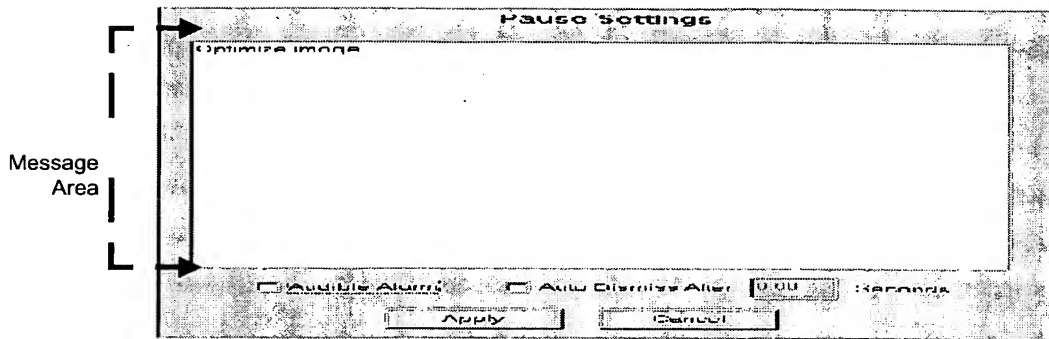 Pause Settings
Optimize Image
Message
Area
Audible Alarm
Auto Dismiss After 0.00 Seconds
Apply Cancel